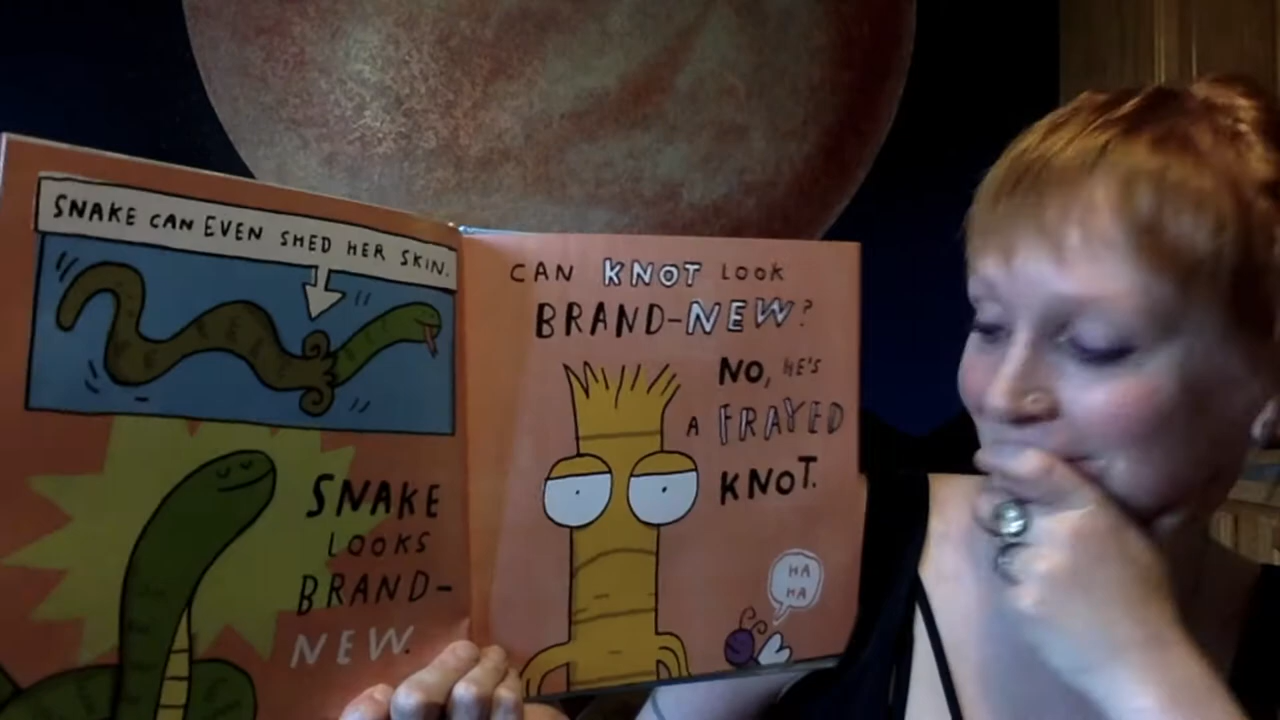 SNAKE CAN EVEN SHED HER SKIN.
SNAKE
LOOKS
BRAND-
NEW.
CAN KNOT LOOK
BRAND-NEW?
NO, HE'S
A FRAYED
KNOT.
HA
HA